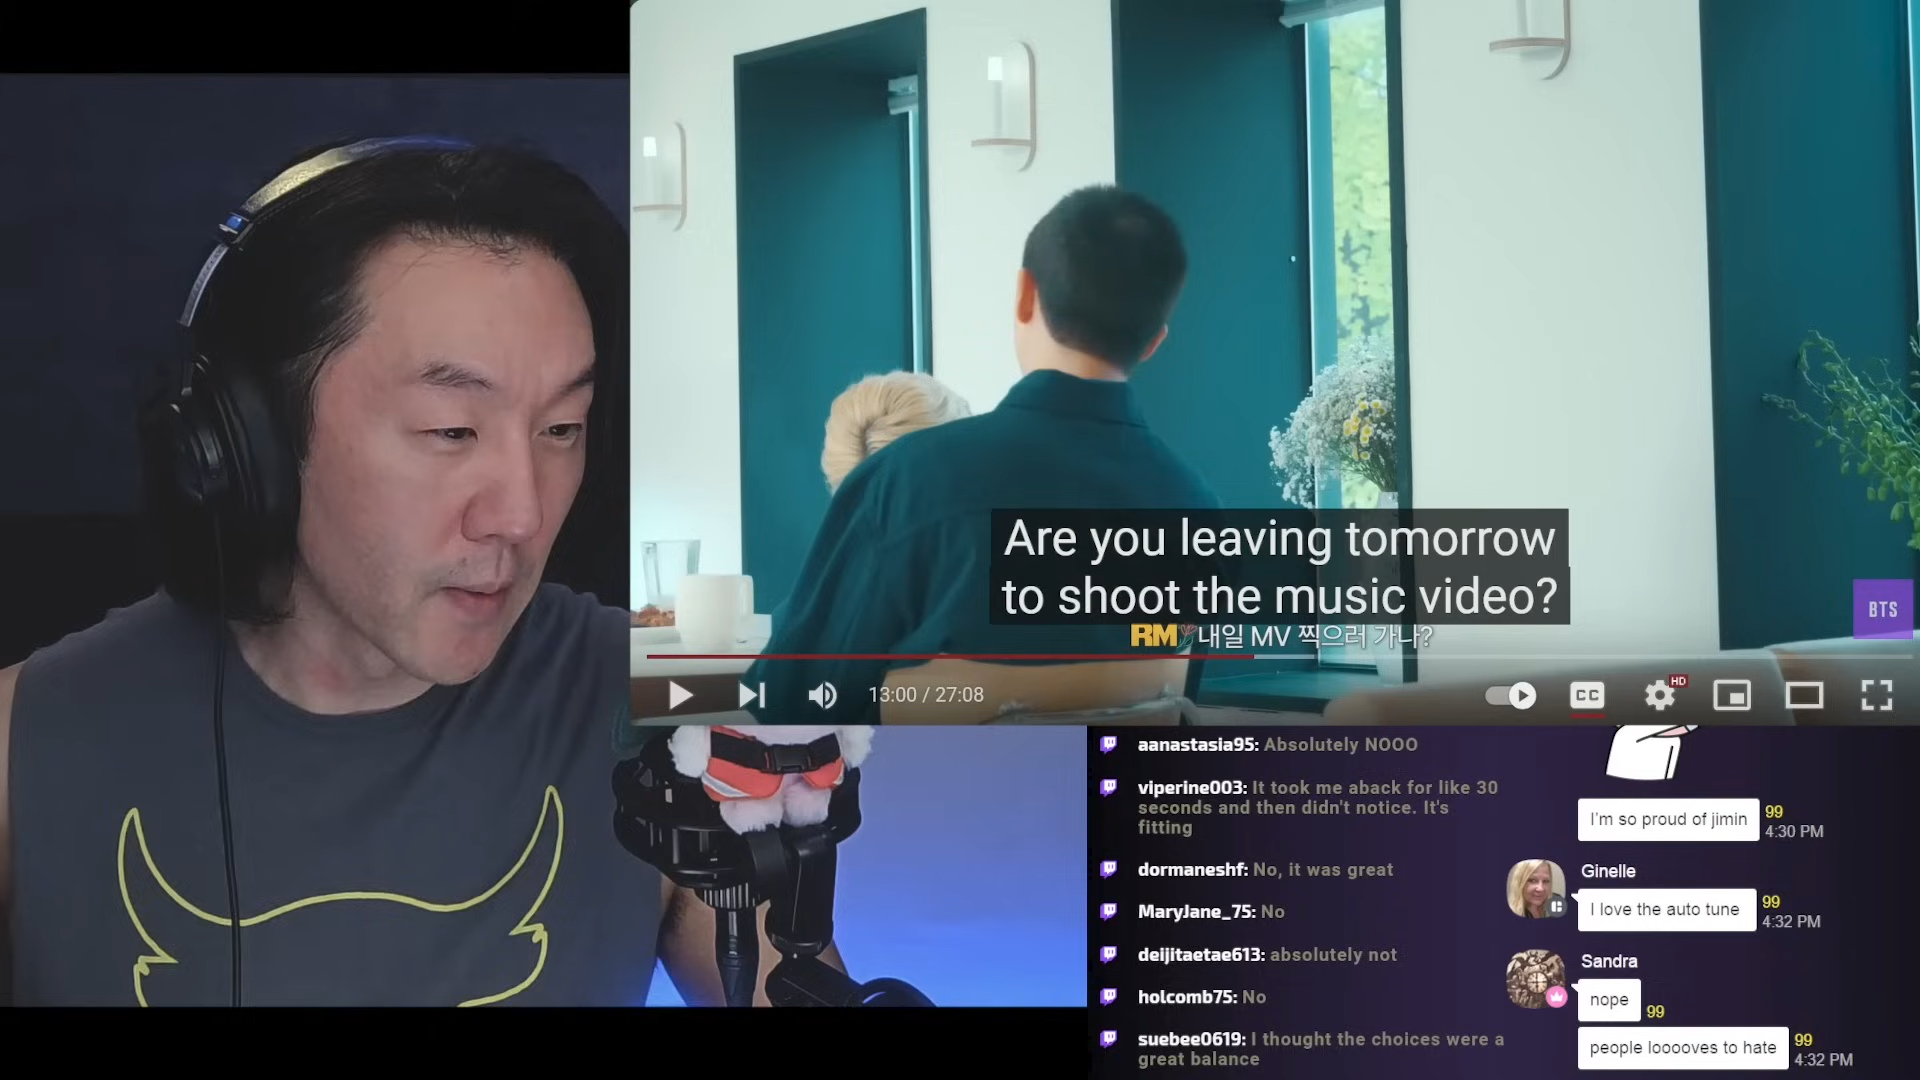 Are you leaving tomorrow
to shoot the music video?
RM 내일 MV 찍으러 가나?
BTS
13:00 / 27:08
CC
HD
aanastasia95: Absolutely NOOO
viperine003: It took me aback for like 30
seconds and then didn't notice. It's
fitting
dormaneshf: No, it was great
MaryJane_75: No
deijitaetae613: absolutely not
holcomb75: No
suebee0619: I thought the choices were a
great balance
I'm so proud of jimin
99
4:30 PM
Ginelle
I love the auto tune
99
4:32 PM
Sandra
nope
99
people looooves to hate
99
4:32 PM